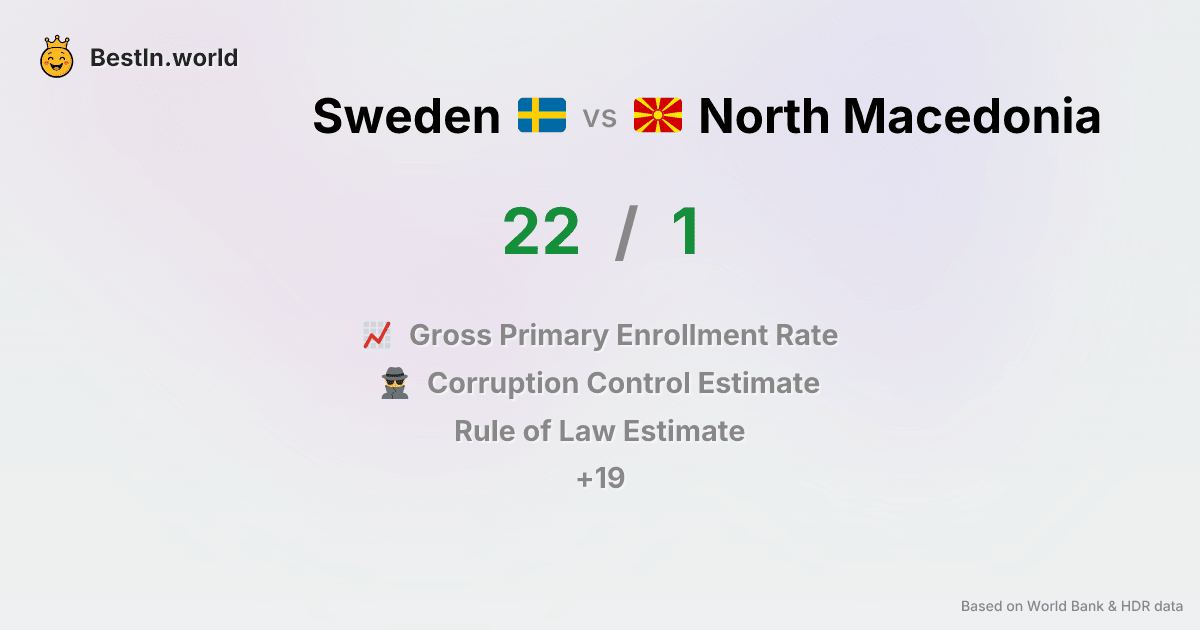 BestIn.world
Sweden vs North Macedonia
22 / 1
Gross Primary Enrollment Rate
Corruption Control Estimate
Rule of Law Estimate
+19
Based on World Bank & HDR data